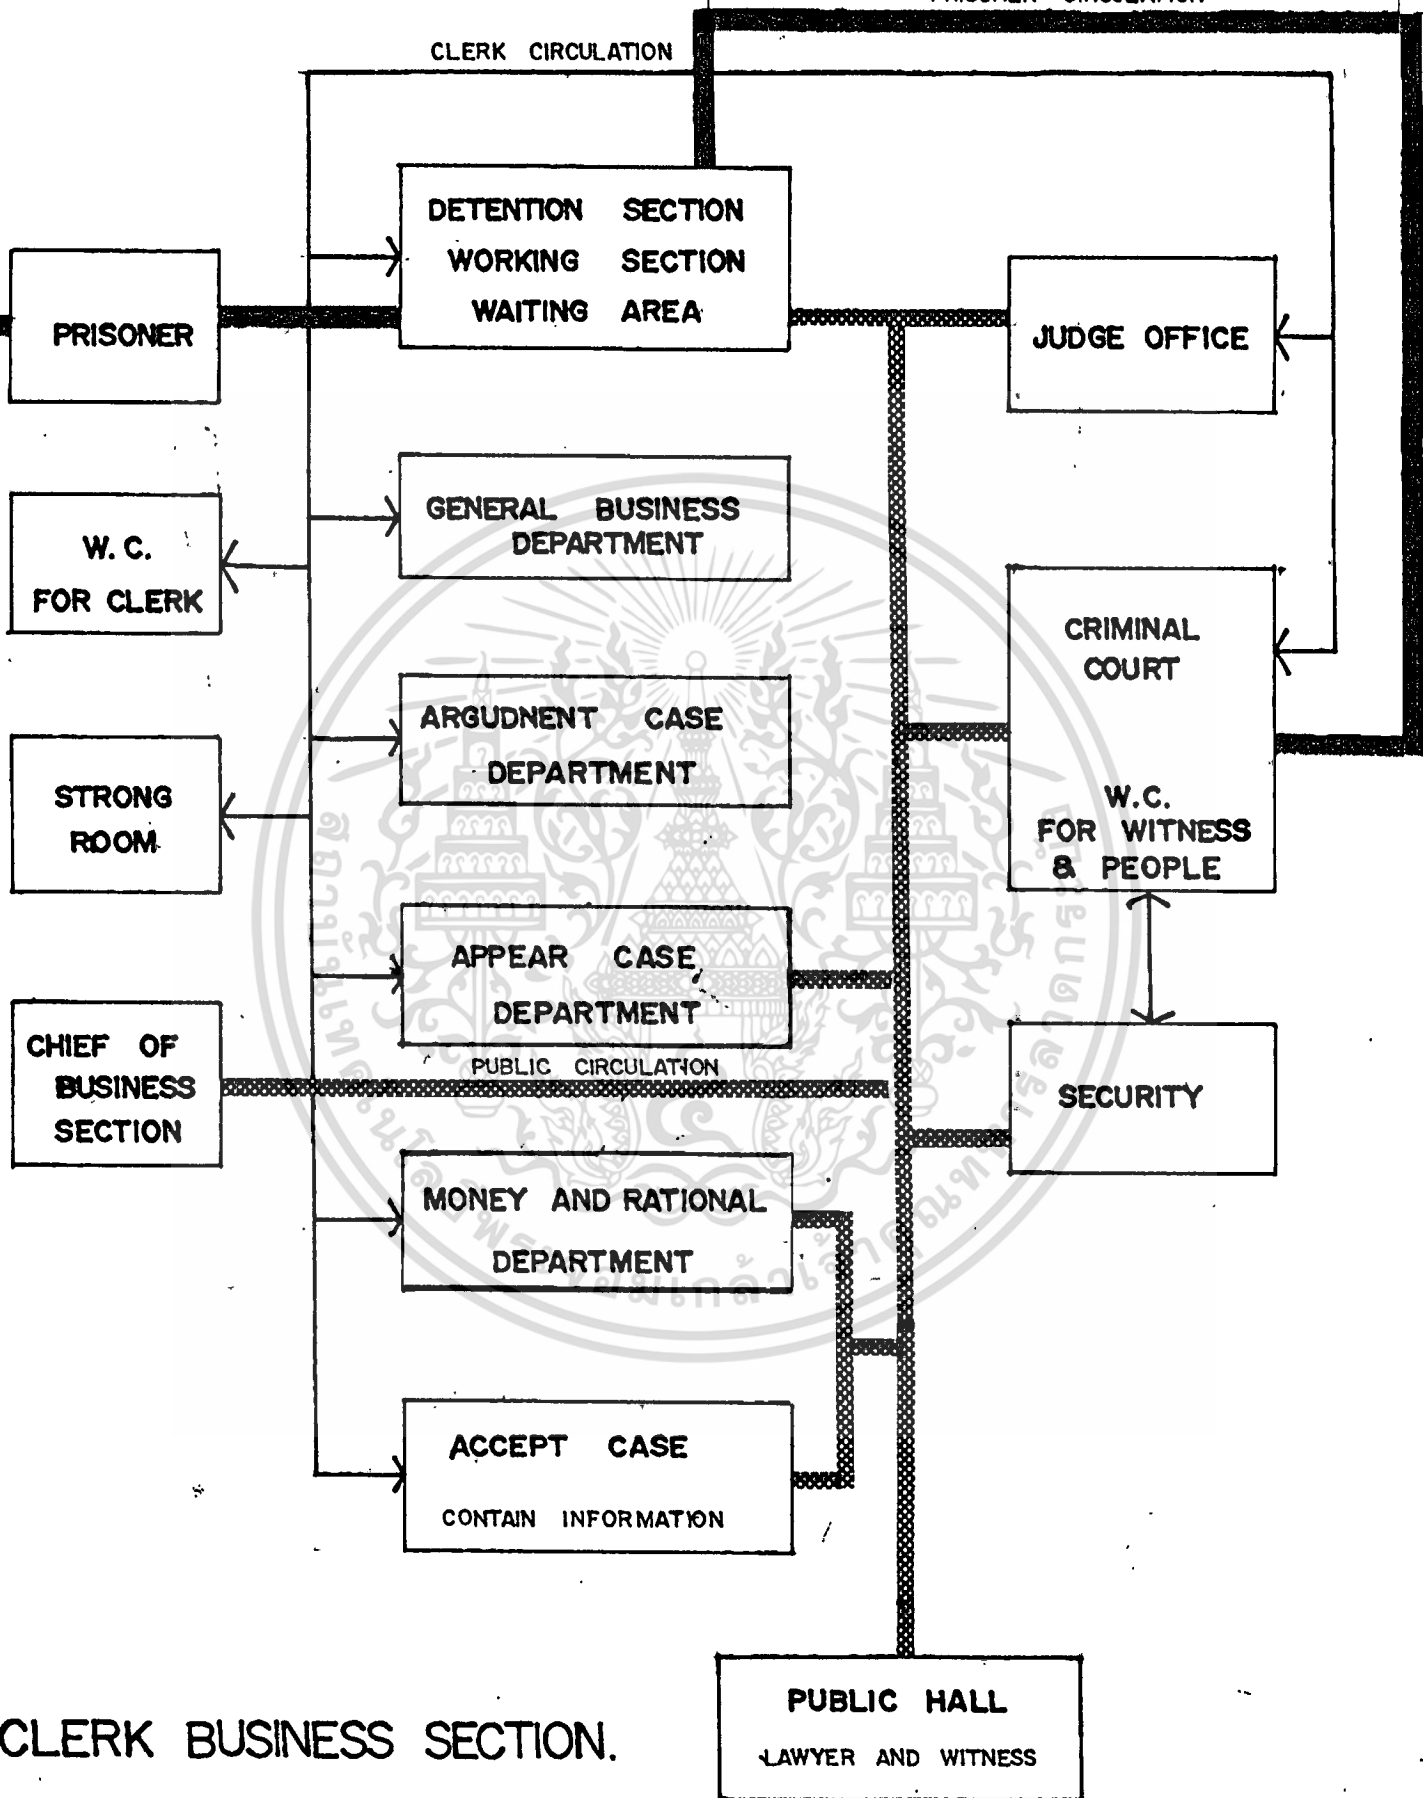 PRISONER CIRCULATION
CLERK CIRCULATION
DETENTION SECTION
WORKING SECTION
WAITING AREA
PRISONER
JUDGE OFFICE
GENERAL BUSINESS
DEPARTMENT
W. C.
FOR CLERK
CRIMINAL
COURT
W.C.
FOR WITNESS
& PEOPLE
ARGUDNENT CASE
DEPARTMENT
STRONG
ROOM
APPEAR CASE
DEPARTMENT
PUBLIC CIRCULATION
CHIEF OF
BUSINESS
SECTION
SECURITY
MONEY AND RATIONAL
DEPARTMENT
ACCEPT CASE
CONTAIN INFORMATION
PUBLIC HALL
LAWYER AND WITNESS
CLERK BUSINESS SECTION.